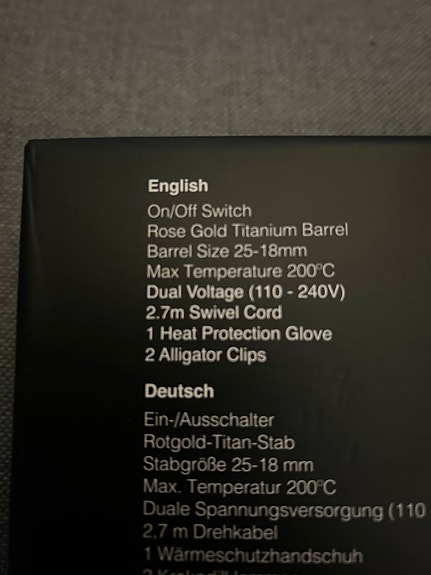 English
On/Off Switch
Rose Gold Titanium Barrel
Barrel Size 25-18mm
Max Temperature 200°C
Dual Voltage (110 - 240V)
2.7m Swivel Cord
1 Heat Protection Glove
2 Alligator Clips
Deutsch
Ein-/Ausschalter
Rotgold-Titan-Stab
Stabgröße 25-18 mm
Max. Temperatur 200°C
Duale Spannungsversorgung (110
2,7 m Drehkabel
1 Wärmeschutzhandschuh